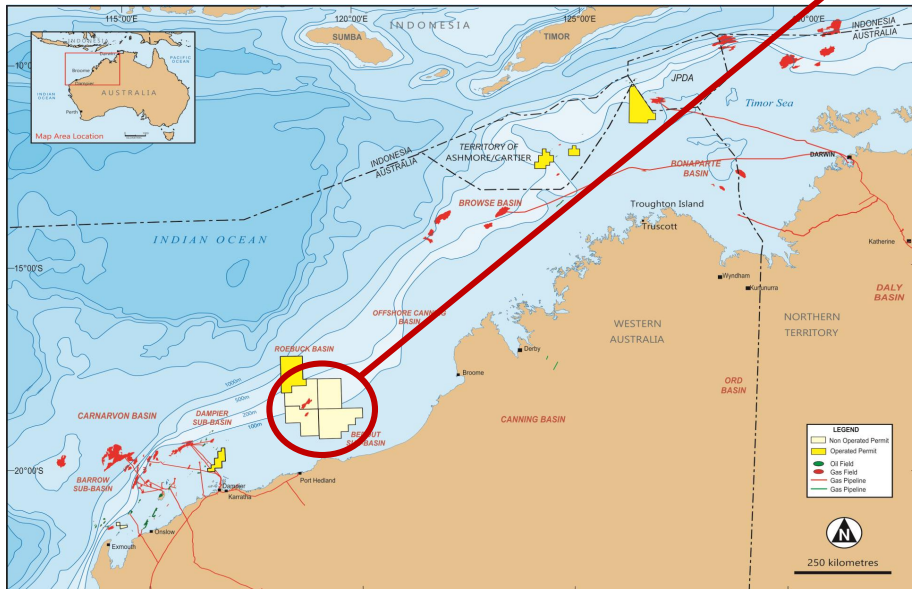 115°00'E
120°00'E
125°00'E
INDONESIA
SUMBA
TIMOR
INDONESIA
AUSTRALIA
10°
JPDA
Timor Sea
INDONESIA
Darwin
PACIFIC
OCEAN
Broome
Dampier
INDIAN
OCEAN
AUSTRALIA
Perth
Map Area Location
TERRITORY OF
ASHMORE/CARTIER
INDONESIA
AUSTRALIA
DARWIN
BONAPARTE
BASIN
BROWSE BASIN
Troughton Island
Truscott
INDIAN OCEAN
Katherine
15°00'S
Wyndham
Kununurra
DALY
BASIN
OFFSHORE CANNING
BASIN
WESTERN
AUSTRALIA
NORTHERN
TERRITORY
ROEBUCK BASIN
Derby
Broome
ORD
BASIN
1000m
500m
200m
100m
CARNARVON BASIN
DAMPIER
SUB-BASIN
BEDOUT
SUB-BASIN
CANNING BASIN
20°00'S
BARROW
SUB-BASIN
Port Hedland
Dampier
Karratha
Onslow
Exmouth
LEGEND
Non Operated Permit
Operated Permit
Oil Field
Gas Field
Gas Pipeline
Gas Pipeline
N
250 kilometres